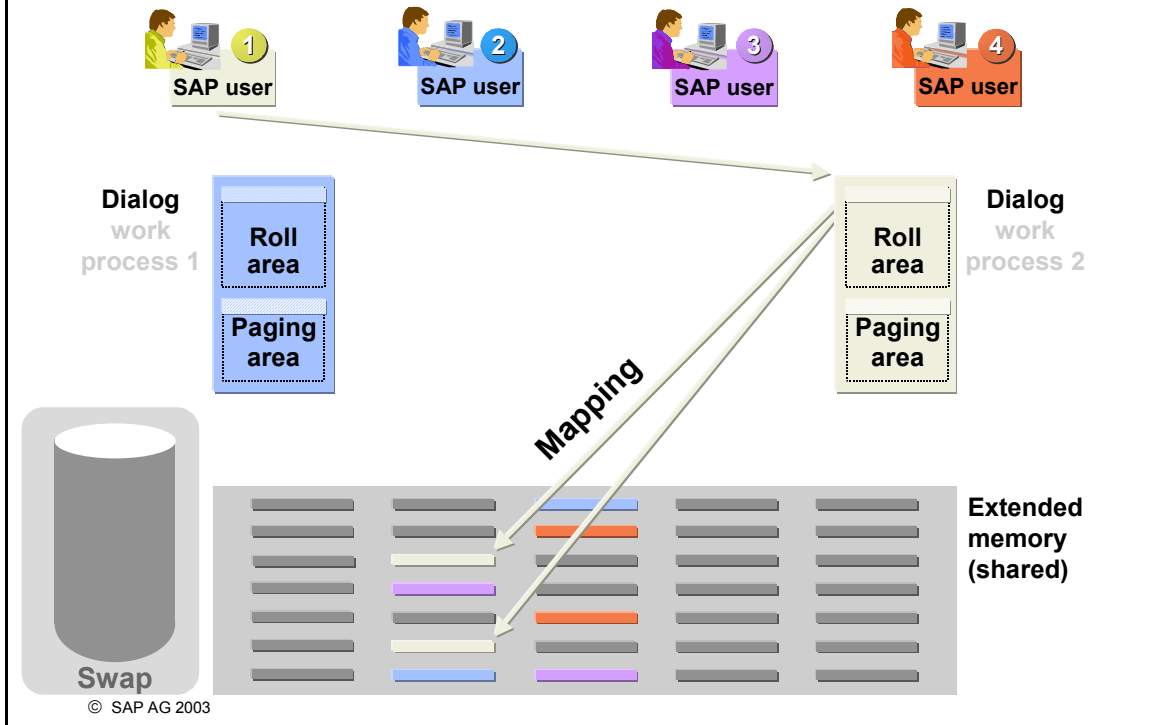 1
SAP user
2
SAP user
3
SAP user
4
SAP user
Dialog
work
process 1
Roll
area
Paging
area
Roll
area
Paging
area
Dialog
work
process 2
Mapping
Extended
memory
(shared)
Swap
© SAP AG 2003